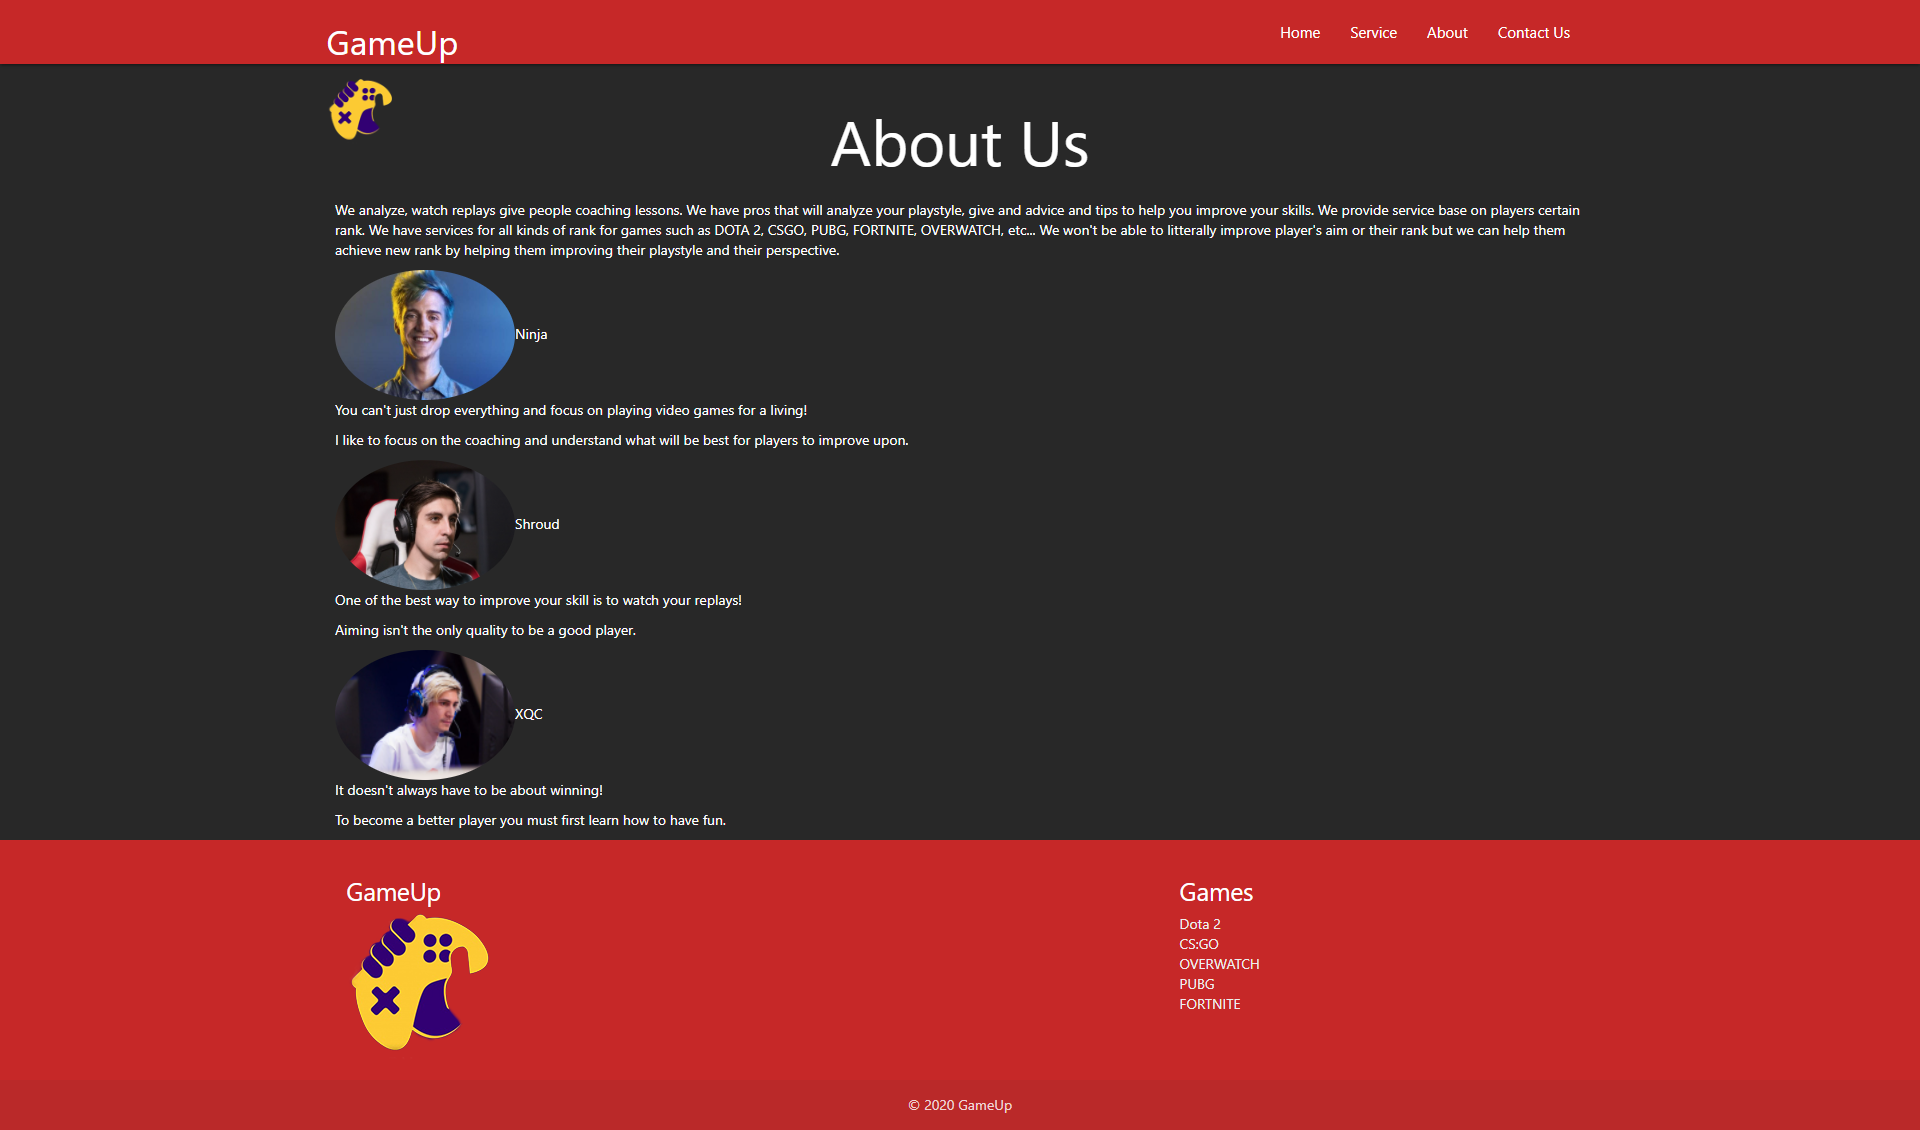 GameUp
Home
Service
About
Contact Us
About Us
We analyze, watch replays give people coaching lessons. We have pros that will analyze your playstyle, give and advice and tips to help you improve your skills. We provide service base on players certain
rank. We have services for all kinds of rank for games such as DOTA 2, CSGO, PUBG, FORTNITE, OVERWATCH, etc... We won't be able to litterally improve player's aim or their rank but we can help them
achieve new rank by helping them improving their playstyle and their perspective.
Ninja
You can't just drop everything and focus on playing video games for a living!
I like to focus on the coaching and understand what will be best for players to improve upon.
Shroud
One of the best way to improve your skill is to watch your replays!
Aiming isn't the only quality to be a good player.
XQC
It doesn't always have to be about winning!
To become a better player you must first learn how to have fun.
GameUp
Games
Dota 2
CS:GO
OVERWATCH
PUBG
FORTNITE
© 2020 GameUp